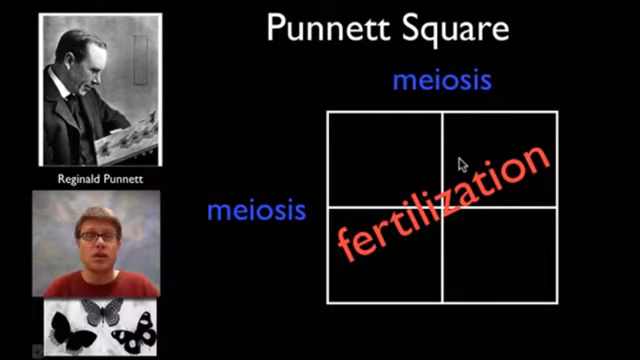 Punnett Square
meiosis
Reginald Punnett
meiosis
fertilization